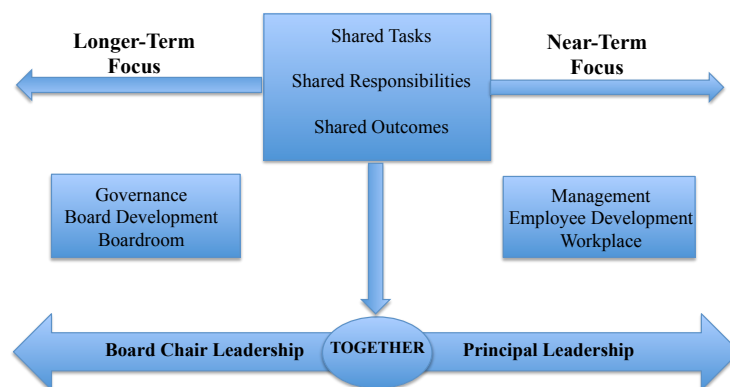 Longer-Term
Focus
Shared Tasks
Shared Responsibilities
Shared Outcomes
Near-Term
Focus
Governance
Board Development
Boardroom
Management
Employee Development
Workplace
Board Chair Leadership
TOGETHER
Principal Leadership